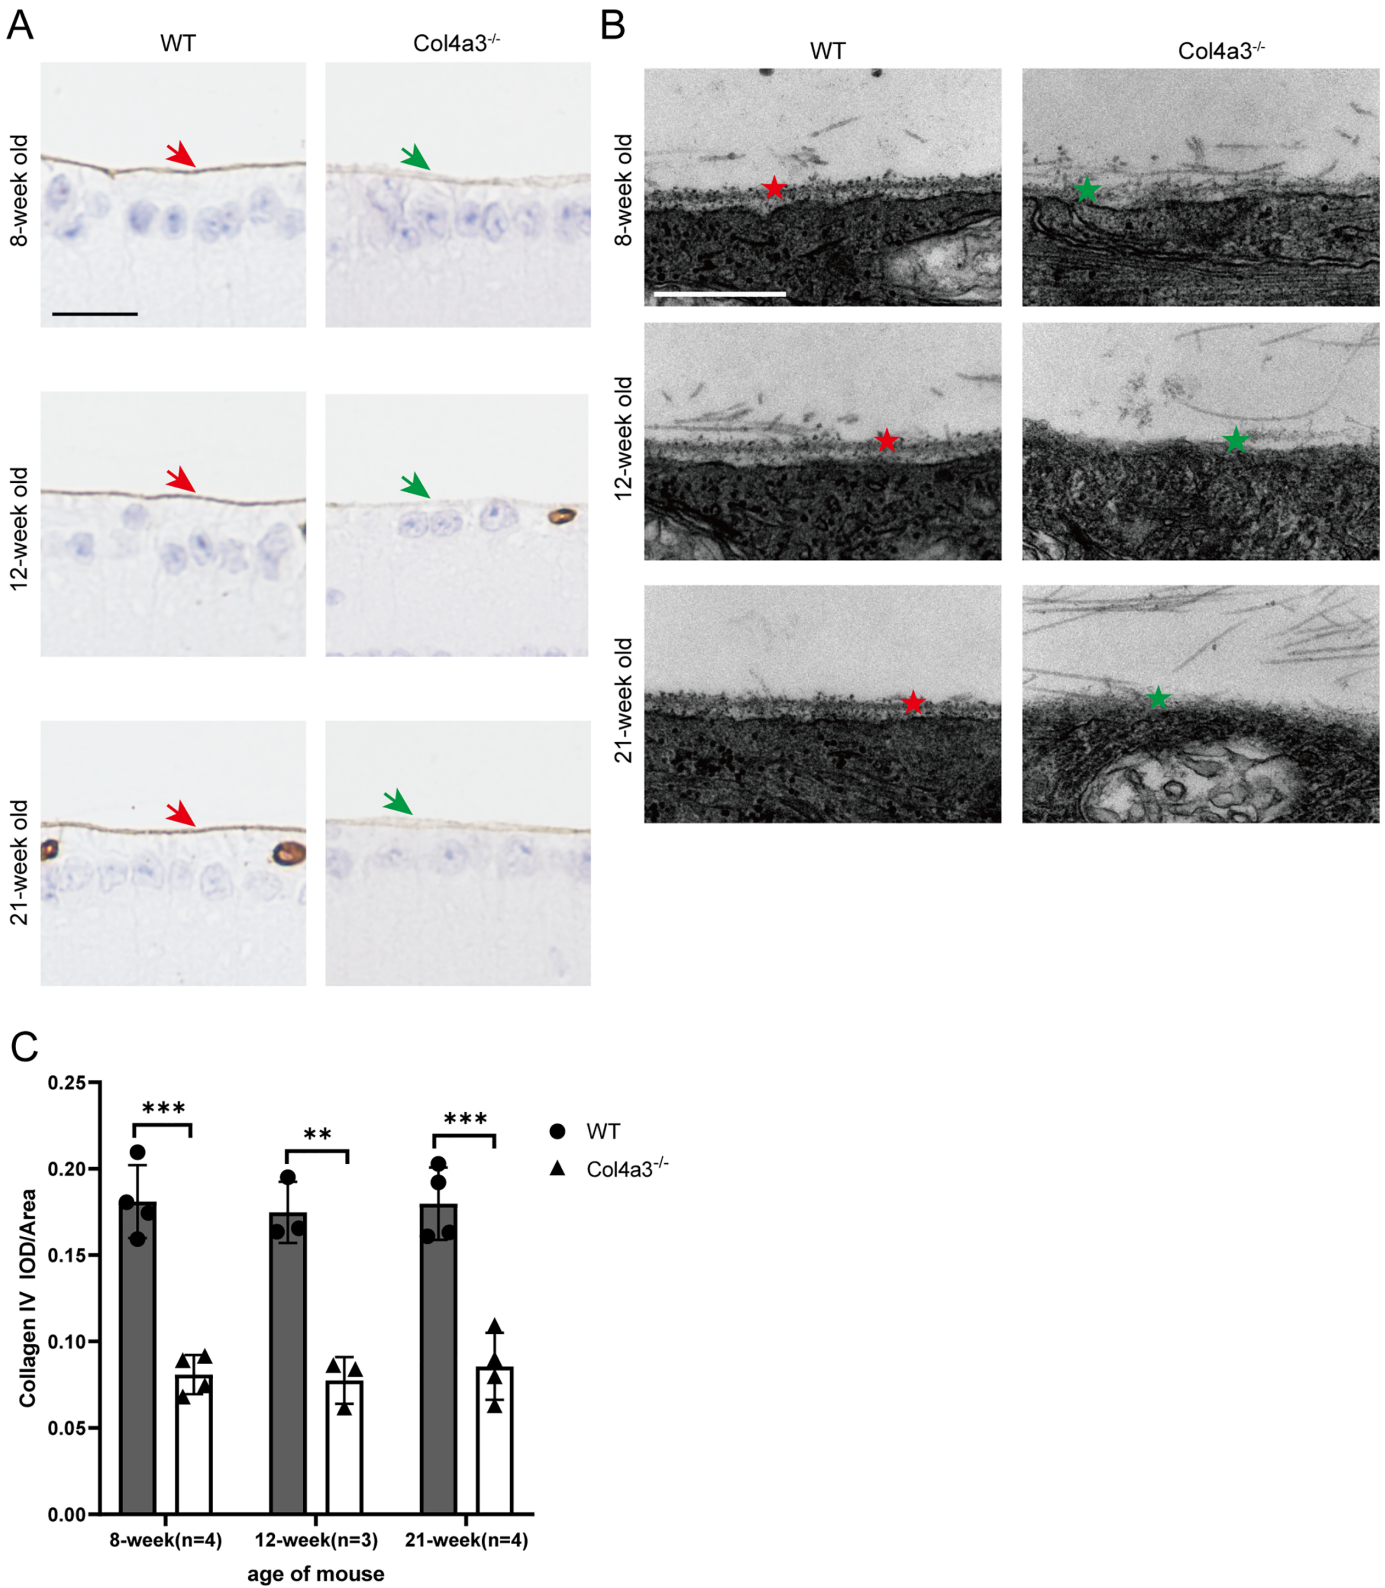 A
WT
Col4a3-/-
8-week old
12-week old
21-week old
B
WT
Col4a3-/-
8-week old
12-week old
21-week old
C
Collagen IV IOD/Area
0.25
0.20
0.15
0.10
0.05
0.00
***
**
***
WT
Col4a3-/-
8-week(n=4)
12-week(n=3)
21-week(n=4)
age of mouse